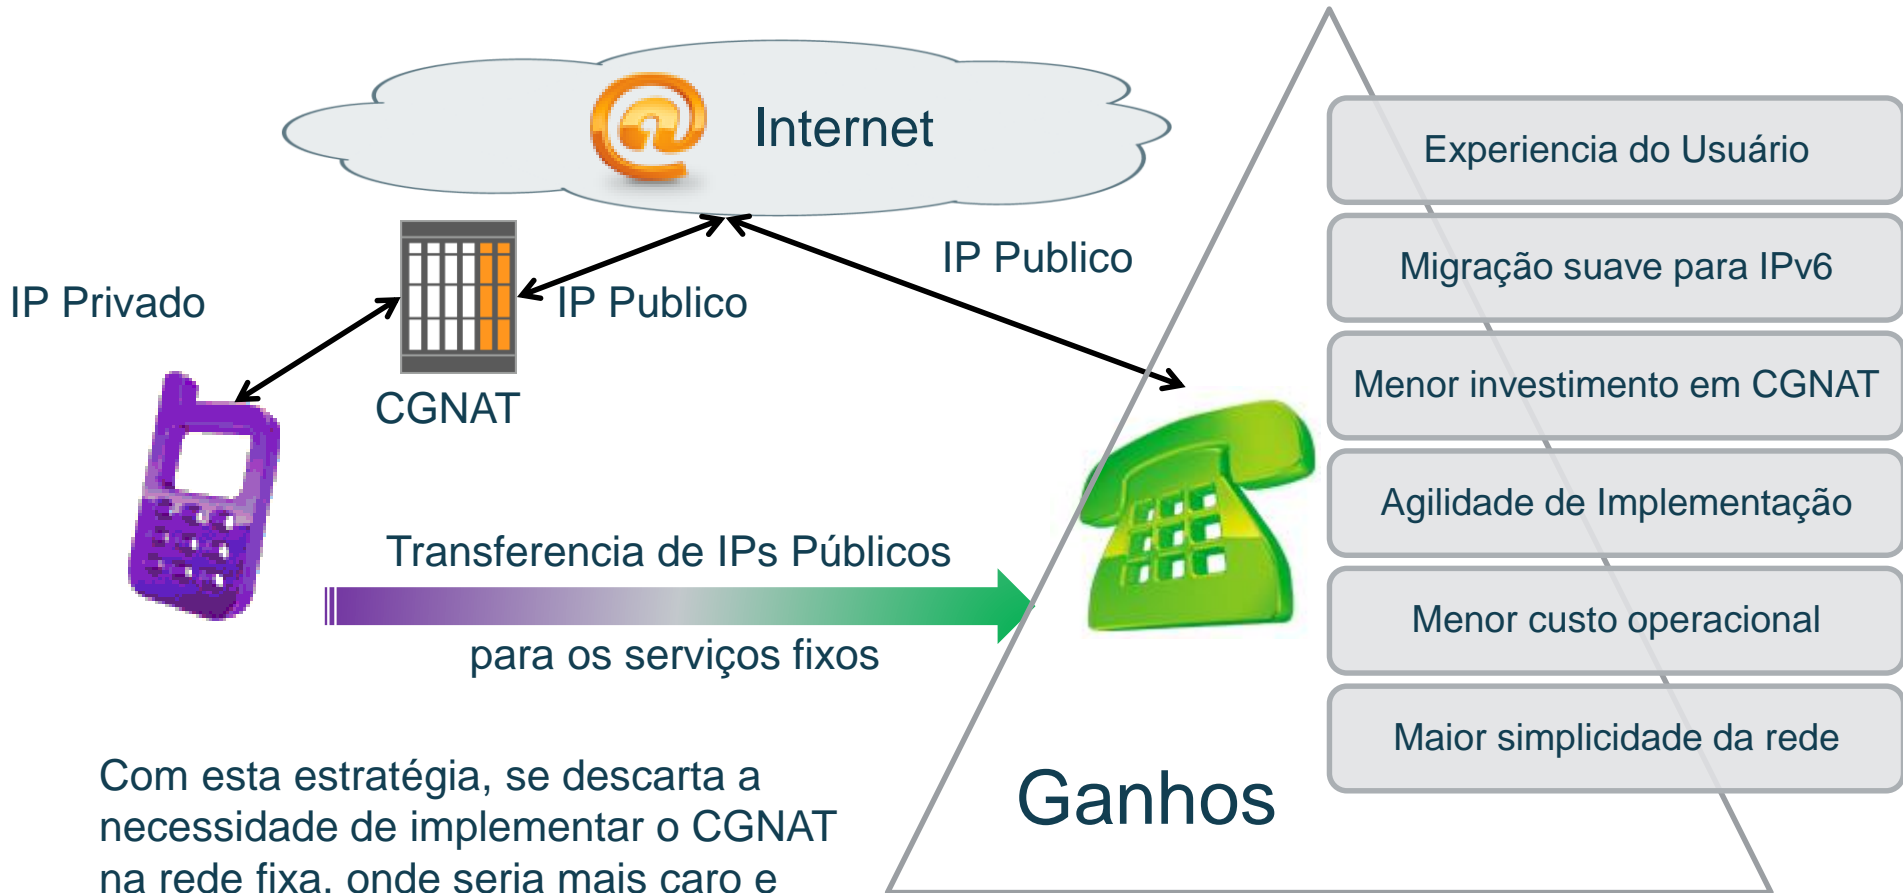 Internet
IP Publico
IP Privado
IP Publico
CGNAT
Transferencia de IPs Públicos
para os serviços fixos
Com esta estratégia, se descarta a
necessidade de implementar o CGNAT
na rede fixa, onde seria mais caro e
Ganhos
Experiencia do Usuário
Migração suave para IPv6
Menor investimento em CGNAT
Agilidade de Implementação
Menor custo operacional
Maior simplicidade da rede